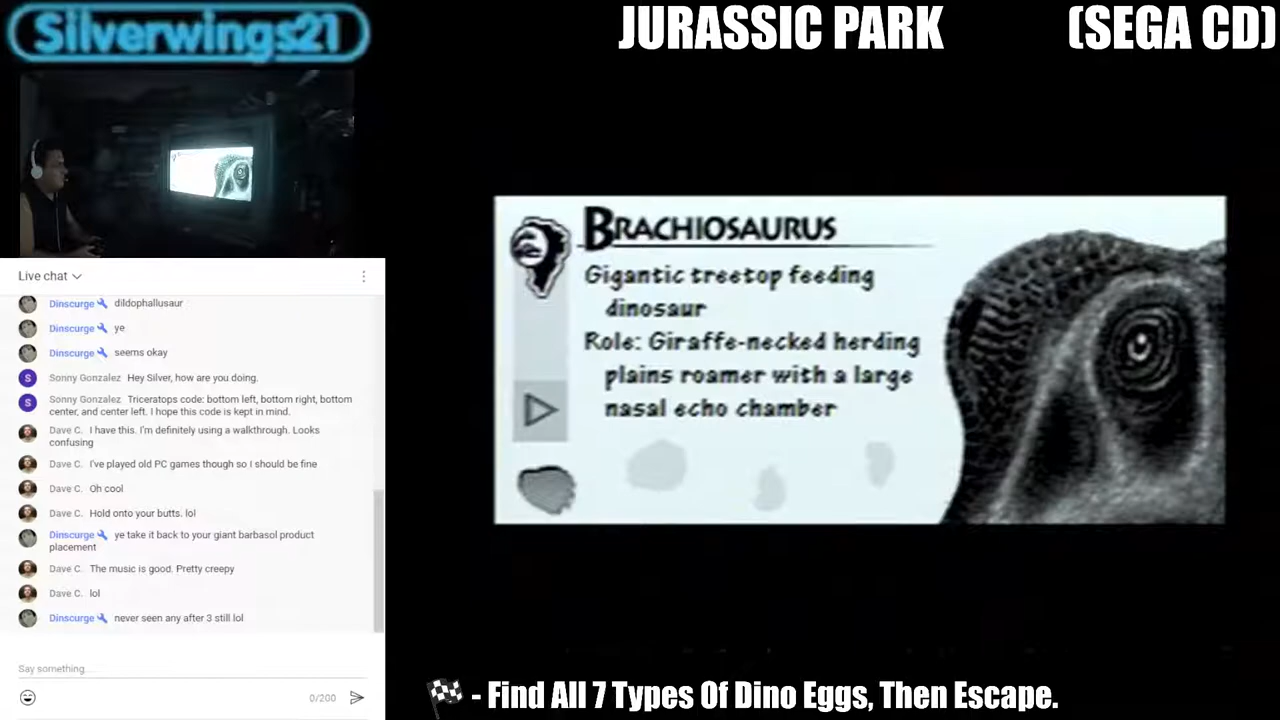 Silverwings21
JURASSIC PARK (SEGA CD)
Live chat
Dinscurge dildophallusaur
Dinscurge ye
Dinscurge seems okay
S Sonny Gonzalez Hey Silver, how are you doing.
S Sonny Gonzalez Triceratops code: bottom left, bottom right, bottom
center, and center left. I hope this code is kept in mind.
Dave C. I have this. I'm definitely using a walkthrough. Looks
confusing
Dave C. I've played old PC games though so I should be fine
Dave C. Oh cool
Dave C. Hold onto your butts. lol
Dinscurge ye take it back to your giant barbasol product
placement
Dave C. The music is good. Pretty creepy
Dave C. lol
Dinscurge never seen any after 3 still lol
Say something...
0/200
BRACHIOSAURUS
Gigantic treetop feeding
dinosaur
Role: Giraffe-necked herding
plains roamer with a large
nasal echo chamber
- Find All 7 Types Of Dino Eggs, Then Escape.